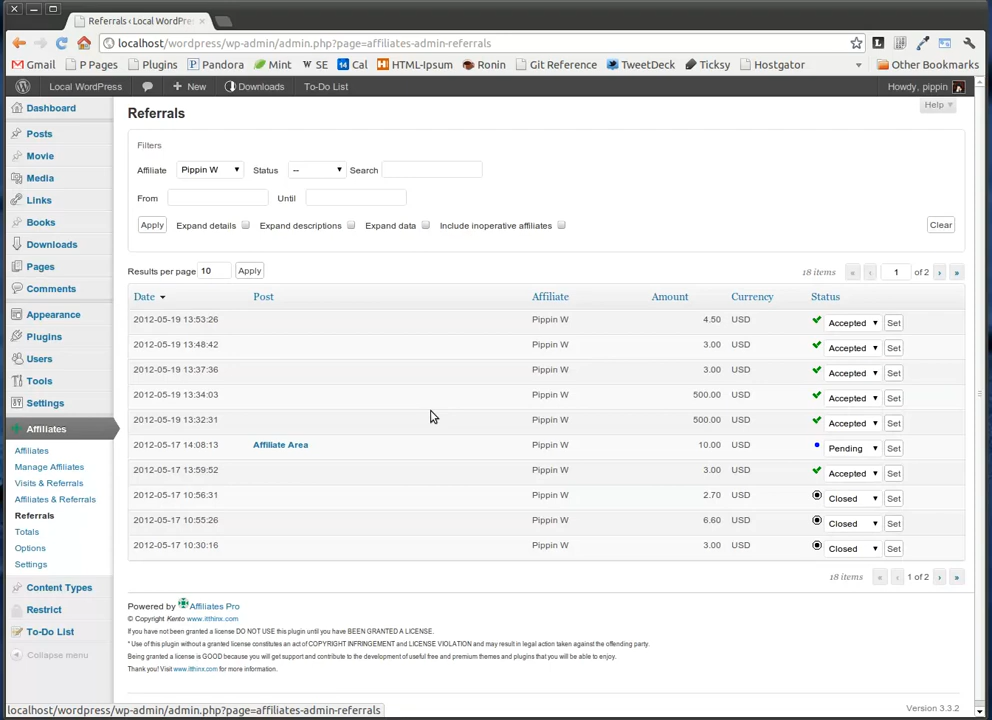 Referrals ‹ Local WordPre
localhost/wordpress/wp-admin/admin.php?page=affiliates-admin-referrals
Gmail P Pages Plugins Pandora Mint SE Cal HTML-Ipsum Ronin Git Reference TweetDeck Ticksy Hostgator Other Bookmarks
Local WordPress + New Downloads To-Do List Howdy, pippin
Help
Dashboard
Posts
Movie
Media
Links
Books
Downloads
Pages
Comments
Appearance
Plugins
Users
Tools
Settings
Affiliates
Affiliates
Manage Affiliates
Visits & Referrals
Affiliates & Referrals
Referrals
Totals
Options
Settings
Content Types
Restrict
To-Do List
Collapse menu
Referrals
Filters
Affiliate Pippin W Status -- Search
From Until
Apply Expand details Expand descriptions Expand data Include inoperative affiliates Clear
Results per page 10 Apply 18 items « ‹ 1 of 2 › »
Date Post Affiliate Amount Currency Status
2012-05-19 13:53:26 Pippin W 4.50 USD Accepted Set
2012-05-19 13:48:42 Pippin W 3.00 USD Accepted Set
2012-05-19 13:37:36 Pippin W 3.00 USD Accepted Set
2012-05-19 13:34:03 Pippin W 500.00 USD Accepted Set
2012-05-19 13:32:31 Pippin W 500.00 USD Accepted Set
2012-05-17 14:08:13 Affiliate Area Pippin W 10.00 USD Pending Set
2012-05-17 13:59:52 Pippin W 3.00 USD Accepted Set
2012-05-17 10:56:31 Pippin W 2.70 USD Closed Set
2012-05-17 10:55:26 Pippin W 6.60 USD Closed Set
2012-05-17 10:30:16 Pippin W 3.00 USD Closed Set
18 items « ‹ 1 of 2 › »
Powered by Affiliates Pro
© Copyright Kento www.itthinx.com
If you have not been granted a license DO NOT USE this plugin until you have BEEN GRANTED A LICENSE.
* Use of this plugin without a granted license constitutes an act of COPYRIGHT INFRINGEMENT and LICENSE VIOLATION and may result in legal action taken against the offending party.
Being granted a license is GOOD because you will get support and contribute to the development of useful free and premium themes and plugins that you will be able to enjoy.
Thank you! Visit www.itthinx.com for more information.
Version 3.3.2
localhost/wordpress/wp-admin/admin.php?page=affiliates-admin-referrals